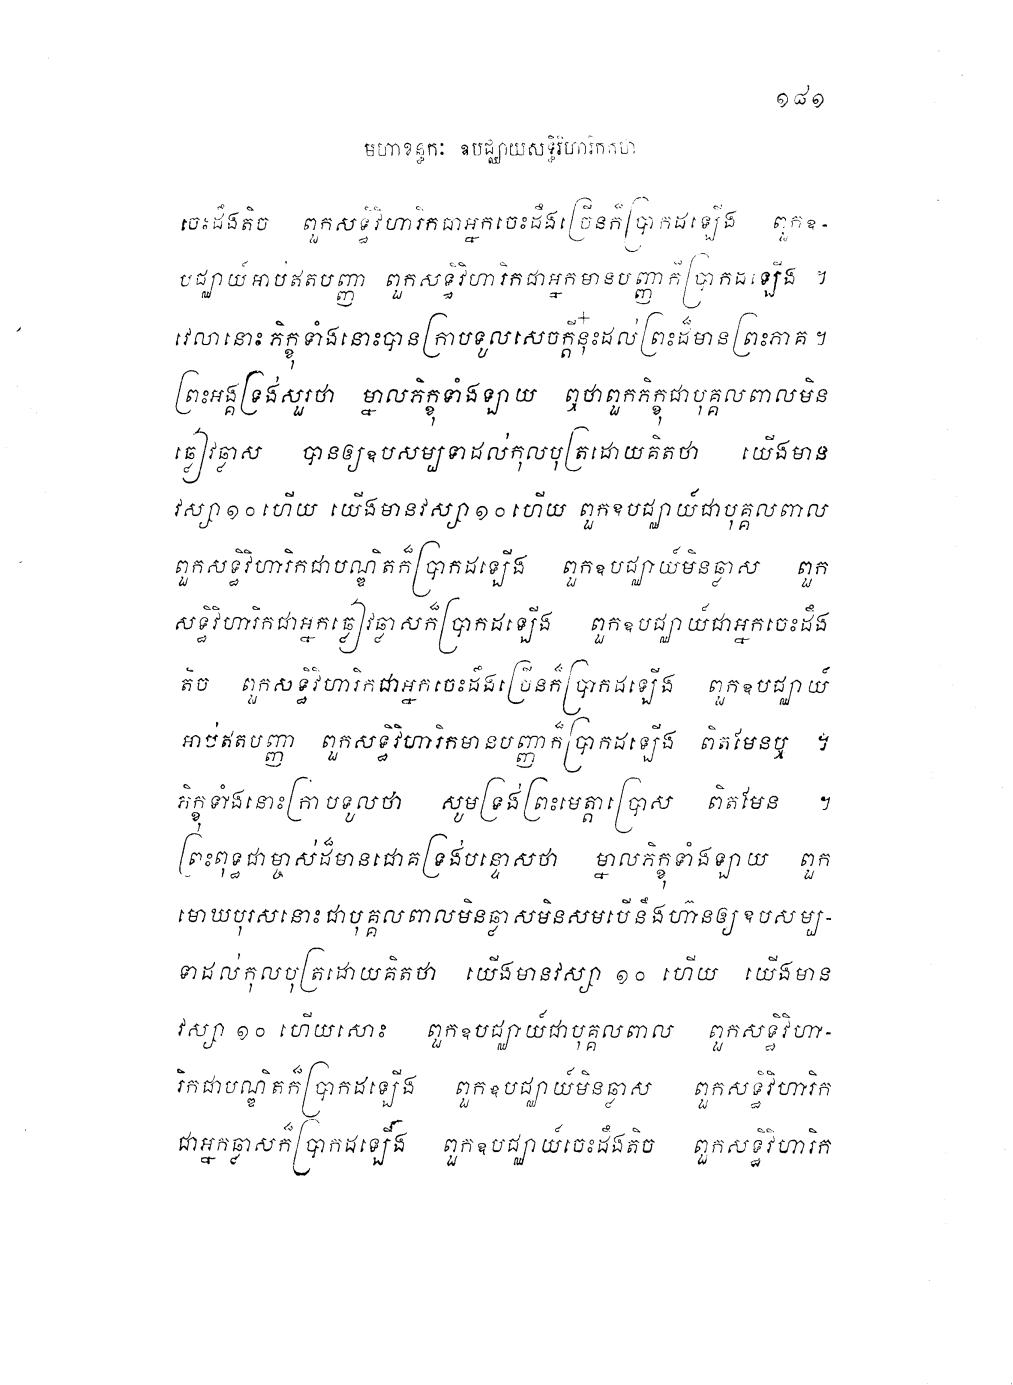 ១៨១
មហាខន្ធកៈ ឧបជ្ឈាយសទ្ធិវិហារិកកថា
ចេះដឹងតិច ពួកសទ្ធិវិហារិកជាអ្នកចេះដឹងច្រើនក៏ប្រាកដឡើង ពួកឧ-
បជ្ឈាយ៍អាប់ឥតបញ្ញា ពួកសទ្ធិវិហារិកជាអ្នកមានបញ្ញាក៏ប្រាកដឡើង ។
វេលានោះ ភិក្ខុទាំងនោះបានក្រាបទូលសេចក្តីនុ៎ះដល់ព្រះដ៏មានព្រះភាគ ។
ព្រះអង្គទ្រង់សួរថា ម្នាលភិក្ខុទាំងឡាយ ឮថាពួកភិក្ខុជាបុគ្គលពាលមិន
ឆ្មៀវឆ្លាស បានឲ្យឧបសម្បទាដល់កុលបុត្រដោយគិតថា យើងមាន
វស្សា១០ហើយ យើងមានវស្សា១០ហើយ ពួកឧបជ្ឈាយ៍ជាបុគ្គលពាល
ពួកសទ្ធិវិហារិកជាបណ្ឌិតក៏ប្រាកដឡើង ពួកឧបជ្ឈាយ៍មិនឆ្លាស ពួក
សទ្ធិវិហារិកជាអ្នកឆ្លៀវឆ្លាសក៏ប្រាកដឡើង ពួកឧបជ្ឈាយ៍ជាអ្នកចេះដឹង
តិច ពួកសទ្ធិវិហារិកជាអ្នកចេះដឹងច្រើនក៏ប្រាកដឡើង ពួកឧបជ្ឈាយ៍
អាប់ឥតបញ្ញា ពួកសទ្ធិវិហារិកមានបញ្ញាក៏ប្រាកដឡើង ពិតមែនឬ ។
ភិក្ខុទាំងនោះក្រាបទូលថា សូមទ្រង់ព្រះមេត្តាប្រោស ពិតមែន ។
ព្រះពុទ្ធជាម្ចាស់ដ៏មានជោគទ្រង់បន្ទោសថា ម្នាលភិក្ខុទាំងឡាយ ពួក
មោឃបុរសនោះជាបុគ្គលពាលមិនឆ្លាសមិនសមបើនឹងហ៊ានឲ្យឧបសម្ប-
ទាដល់កុលបុត្រដោយគិតថា យើងមានវស្សា ១០ ហើយ យើងមាន
វស្សា ១០ ហើយសោះ ពួកឧបជ្ឈាយ៍ជាបុគ្គលពាល ពួកសទ្ធិវិហា-
រិកជាបណ្ឌិតក៏ប្រាកដឡើង ពួកឧបជ្ឈាយ៍មិនឆ្លាស ពួកសទ្ធិវិហារិក
ជាអ្នកឆ្លាសក៏ប្រាកដឡើង ពួកឧបជ្ឈាយ៍ចេះដឹងតិច ពួកសទ្ធិវិហារិក